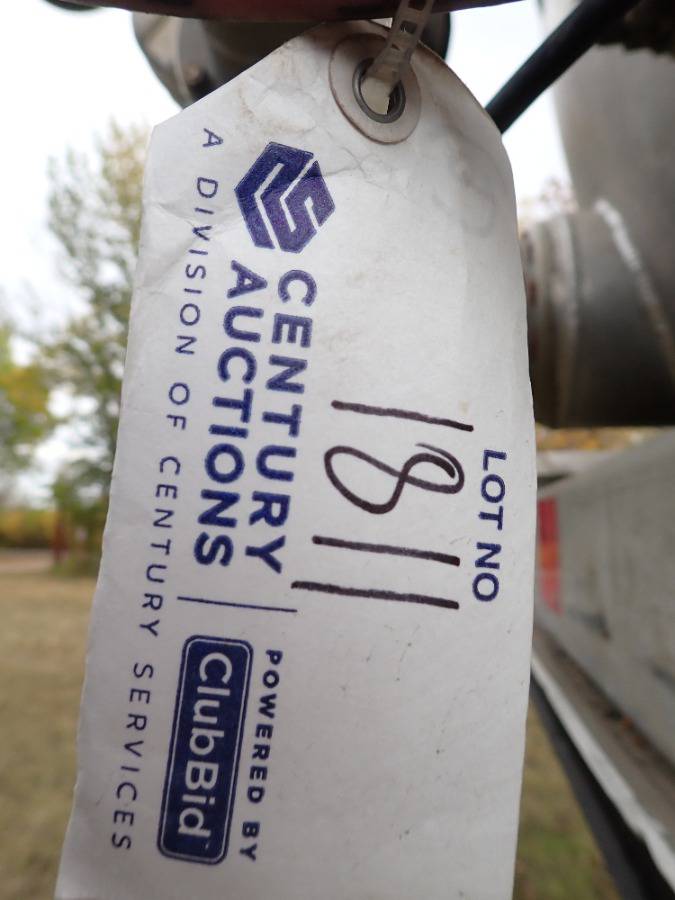 LOT NO
1811
CENTURY
AUCTIONS
A DIVISION OF CENTURY SERVICES
POWERED BY
ClubBid